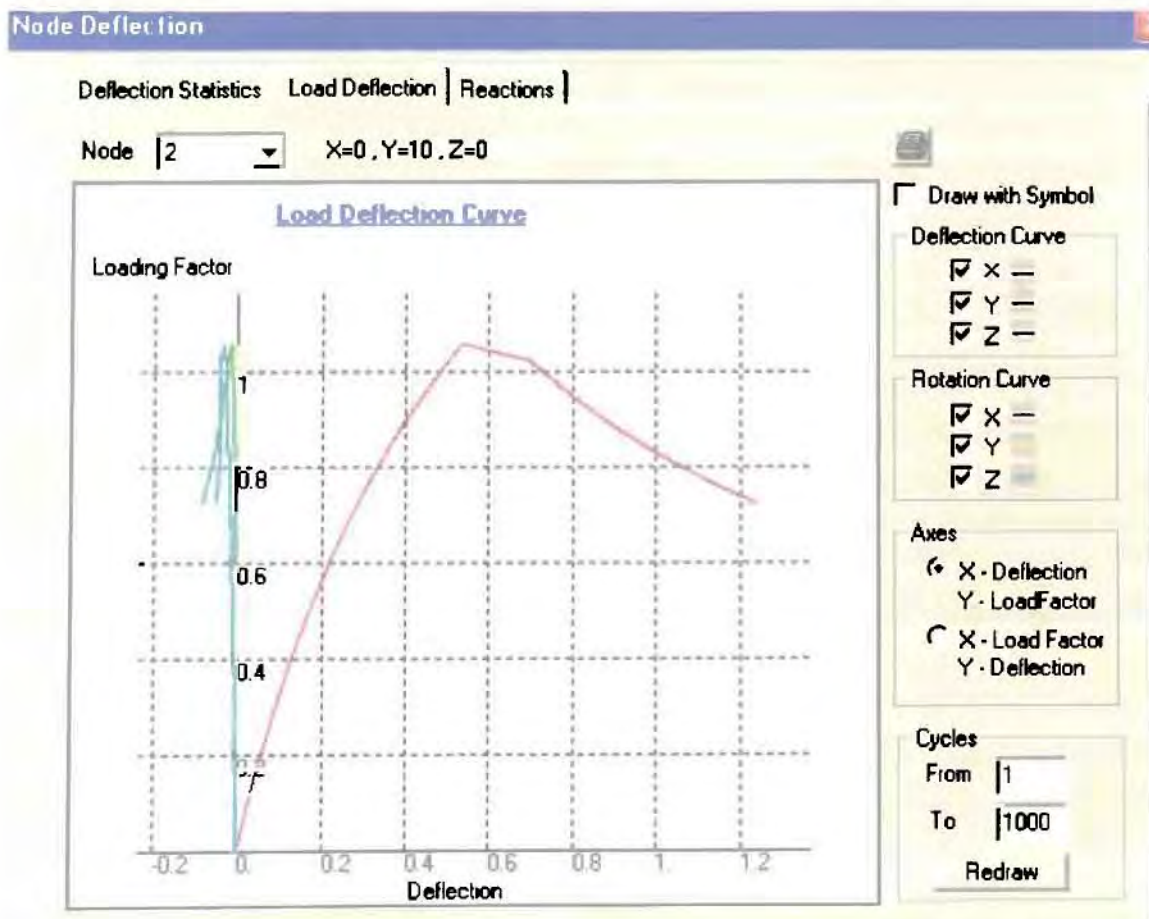 Node Deflection
Deflection Statistics Load Deflection Reactions
Node 2 X=0 , Y=10 , Z=0
Load Deflection Curve
Loading Factor
1
0.8
0.6
0.4
-0.2 0. 0.2 0.4 0.6 0.8 1. 1.2
Deflection
Draw with Symbol
Deflection Curve
X
Y
Z
Rotation Curve
X
Y
Z
Axes
X - Deflection
Y - LoadFactor
X - Load Factor
Y - Deflection
Cycles
From 1
To 1000
Redraw